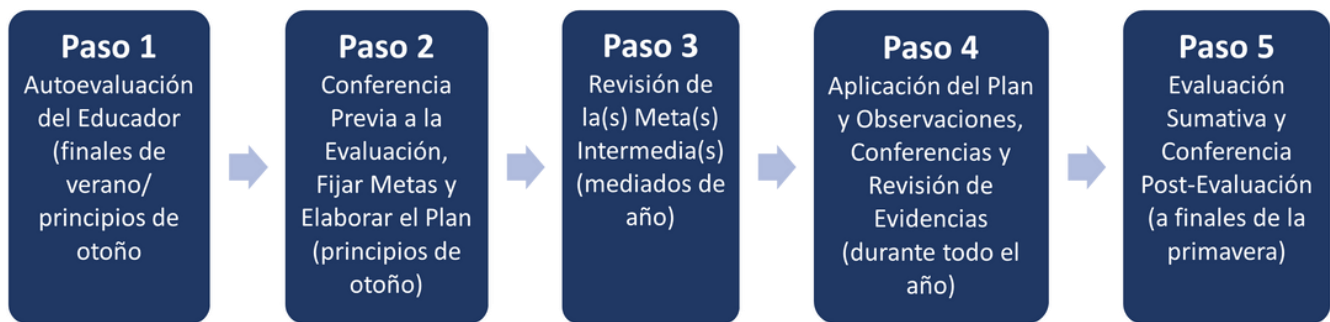 Paso 1
Autoevaluación
del Educador
(finales de
verano/
principios de
otoño
Paso 2
Conferencia
Previa a la
Evaluación,
Fijar Metas y
Elaborar el Plan
(principios de
otoño)
Paso 3
Revisión de
la(s) Meta(s)
Intermedia(s)
(mediados de
año)
Paso 4
Aplicación del Plan
y Observaciones,
Conferencias y
Revisión de
Evidencias
(durante todo el
año)
Paso 5
Evaluación
Sumativa y
Conferencia
Post-Evaluación
(a finales de la
primavera)